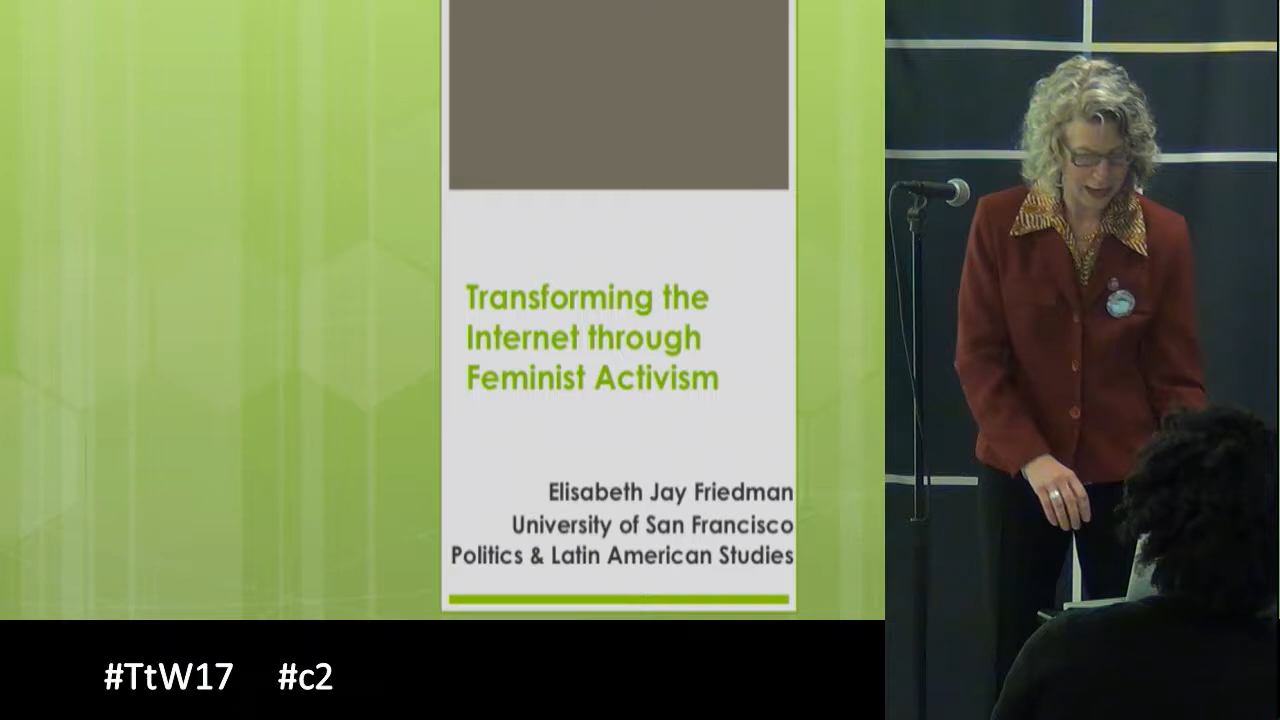 Transforming the
Internet through
Feminist Activism
Elisabeth Jay Friedman
University of San Francisco
Politics & Latin American Studies
#TtW17 #c2